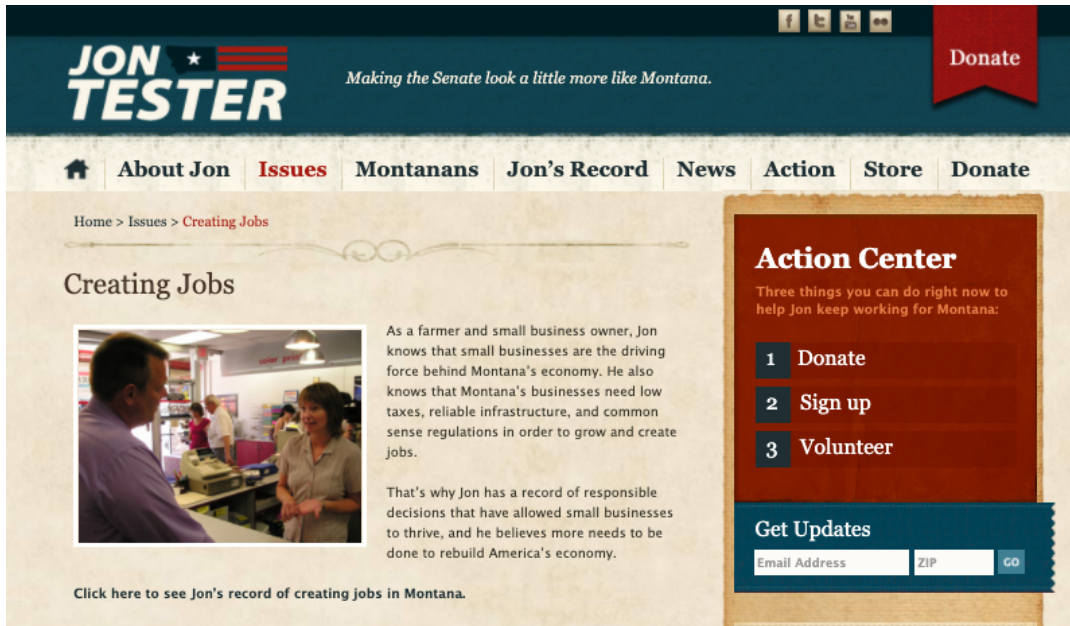 f t You Tube
JON
TESTER
Making the Senate look a little more like Montana.
Donate
About Jon Issues Montanans Jon's Record News Action Store Donate
Home > Issues > Creating Jobs
Creating Jobs
As a farmer and small business owner, Jon
knows that small businesses are the driving
force behind Montana's economy. He also
knows that Montana's businesses need low
taxes, reliable infrastructure, and common
sense regulations in order to grow and create
jobs.
That's why Jon has a record of responsible
decisions that have allowed small businesses
to thrive, and he believes more needs to be
done to rebuild America's economy.
Click here to see Jon's record of creating jobs in Montana.
Action Center
Three things you can do right now to
help Jon keep working for Montana:
1 Donate
2 Sign up
3 Volunteer
Get Updates
Email Address ZIP GO